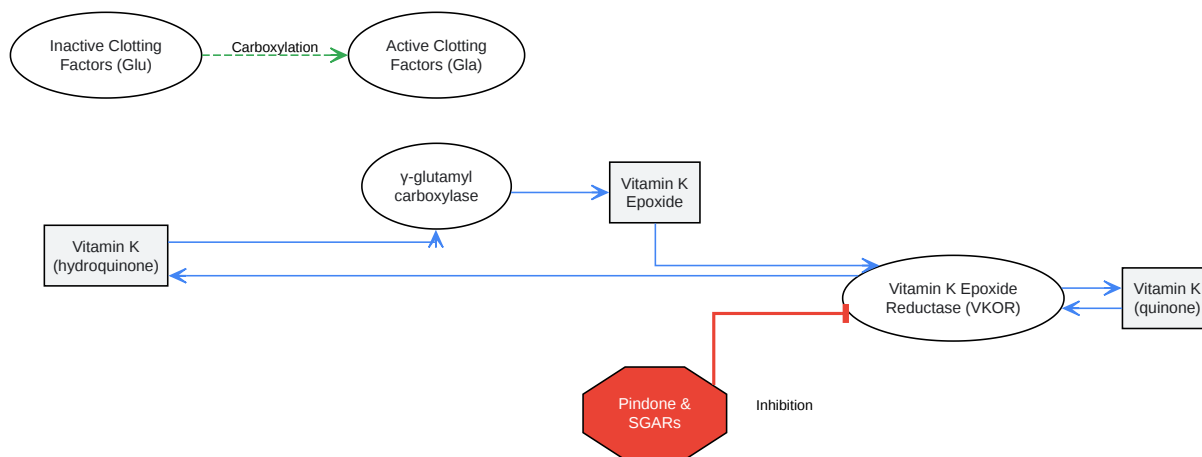 Inactive Clotting
Factors (Glu)
Carboxylation
Active Clotting
Factors (Gla)
γ-glutamyl
carboxylase
Vitamin K
Epoxide
Vitamin K
(hydroquinone)
Vitamin K Epoxide
Reductase (VKOR)
Vitamin K
(quinone)
Pindone &
SGARs
Inhibition